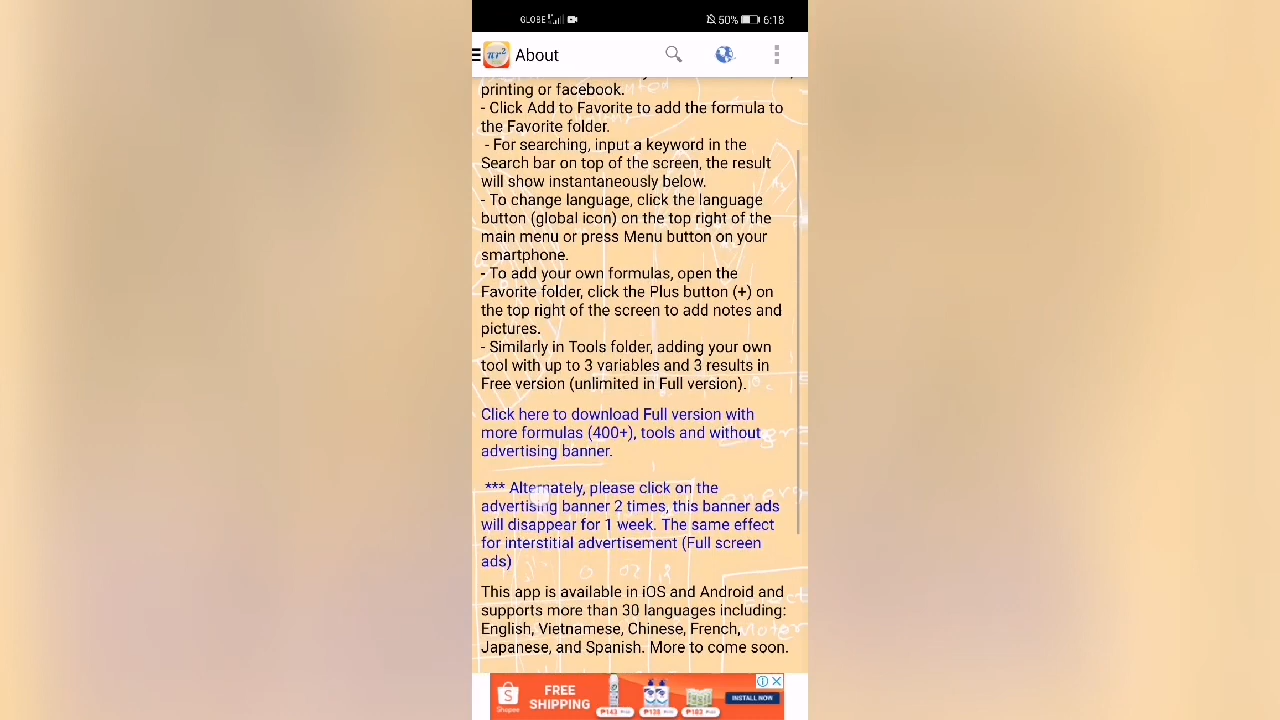 GLOBE 50% 6:18
πr² About
printing or facebook.
- Click Add to Favorite to add the formula to
the Favorite folder.
- For searching, input a keyword in the
Search bar on top of the screen, the result
will show instantaneously below.
- To change language, click the language
button (global icon) on the top right of the
main menu or press Menu button on your
smartphone.
- To add your own formulas, open the
Favorite folder, click the Plus button (+) on
the top right of the screen to add notes and
pictures.
- Similarly in Tools folder, adding your own
tool with up to 3 variables and 3 results in
Free version (unlimited in Full version).
Click here to download Full version with
more formulas (400+), tools and without
advertising banner.
*** Alternately, please click on the
advertising banner 2 times, this banner ads
will disappear for 1 week. The same effect
for interstitial advertisement (Full screen
ads)
This app is available in iOS and Android and
supports more than 30 languages including:
English, Vietnamese, Chinese, French,
Japanese, and Spanish. More to come soon.
Shopee
FREE
SHIPPING
₱143
₱138
₱183
INSTALL NOW